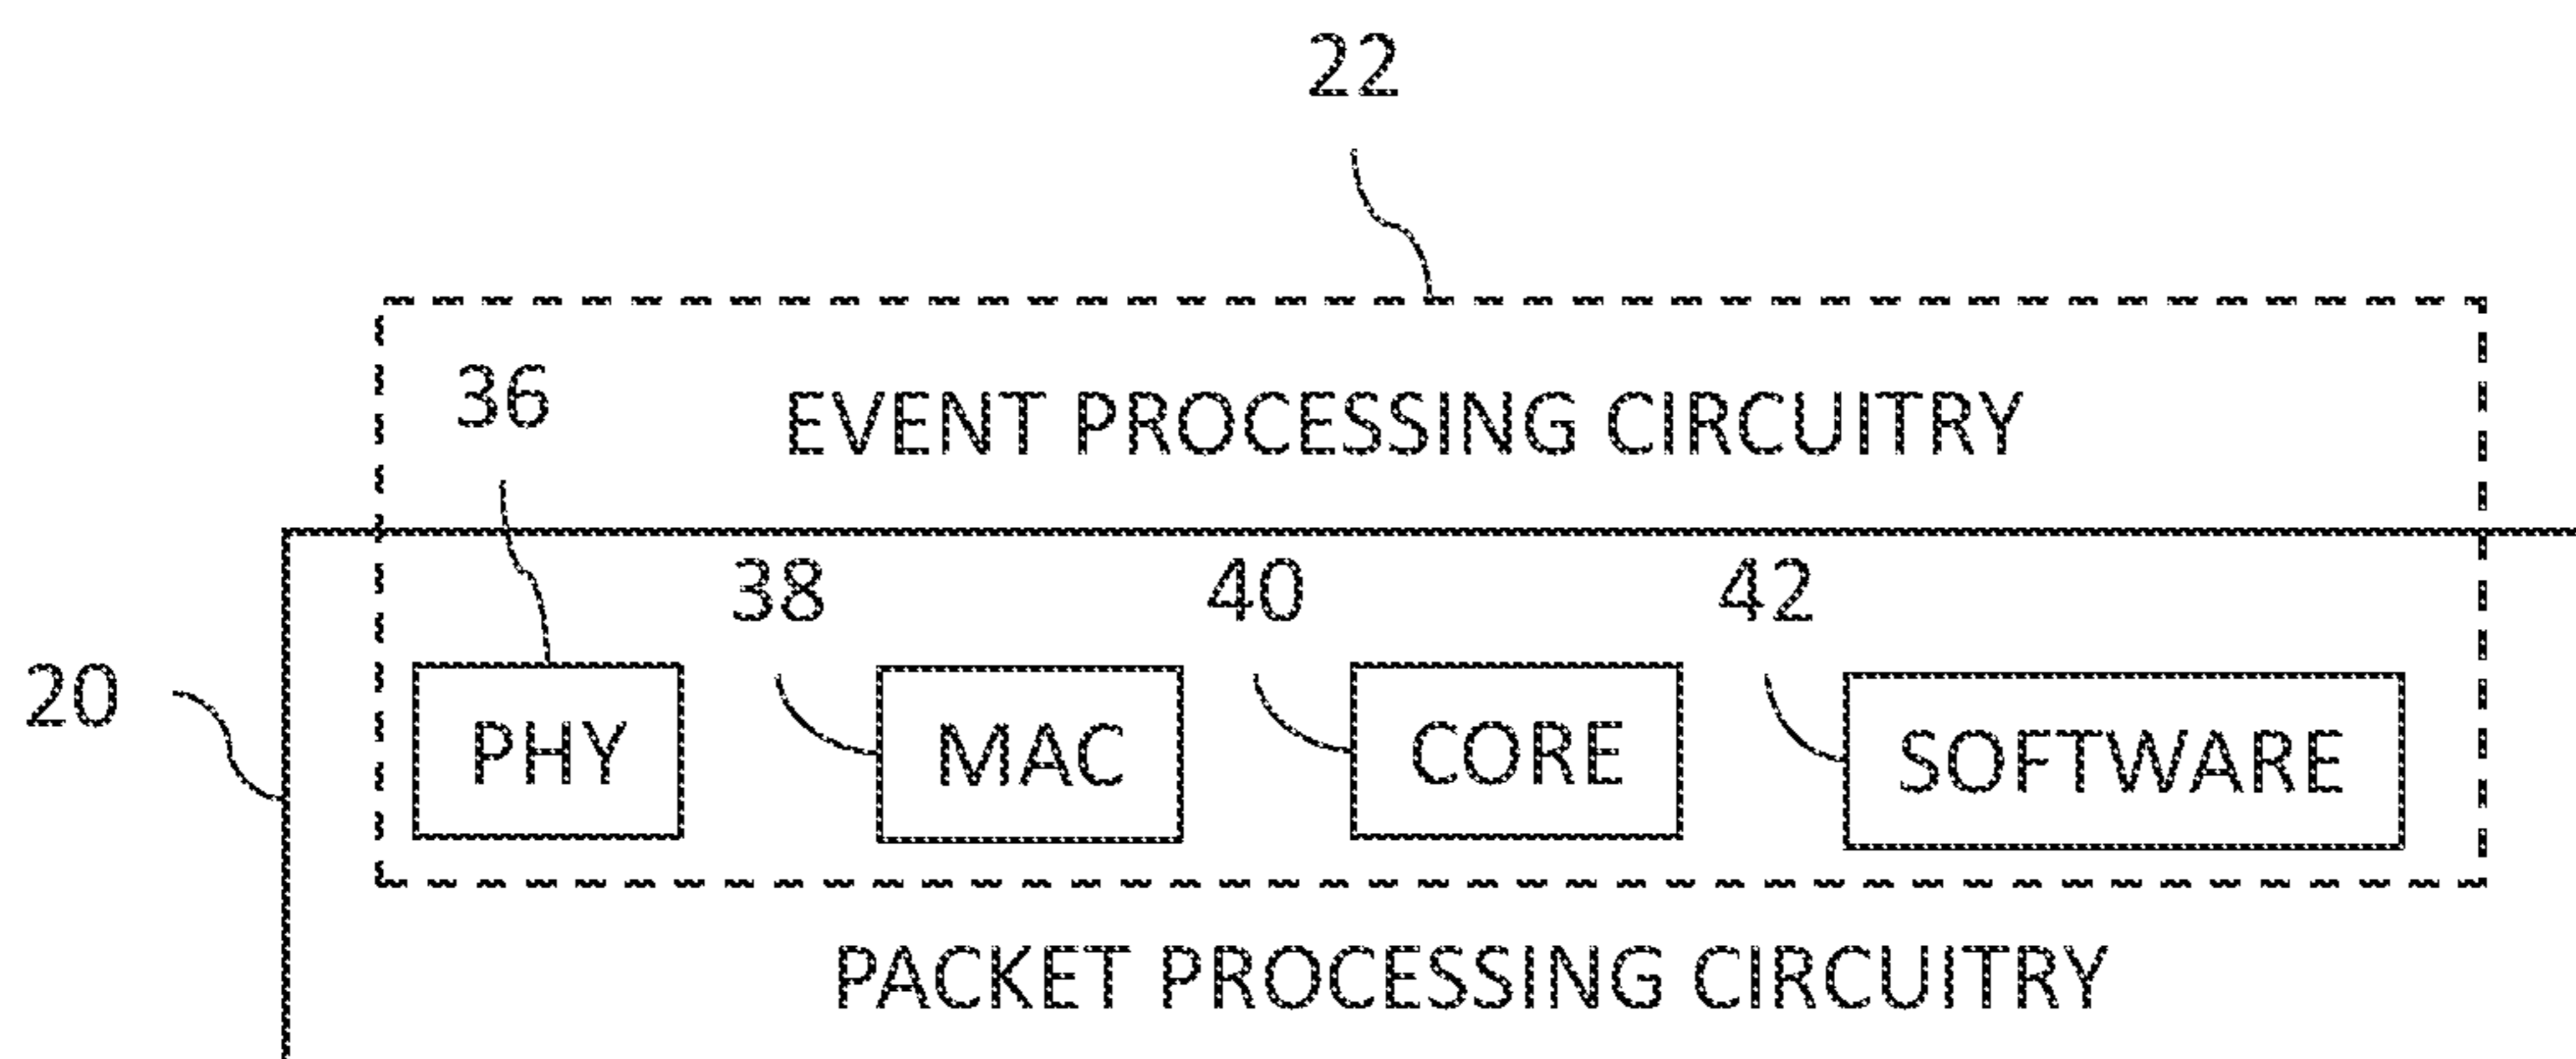 22
36
EVENT PROCESSING CIRCUITRY
38 40 42
20
PHY MAC CORE SOFTWARE
PACKET PROCESSING CIRCUITRY